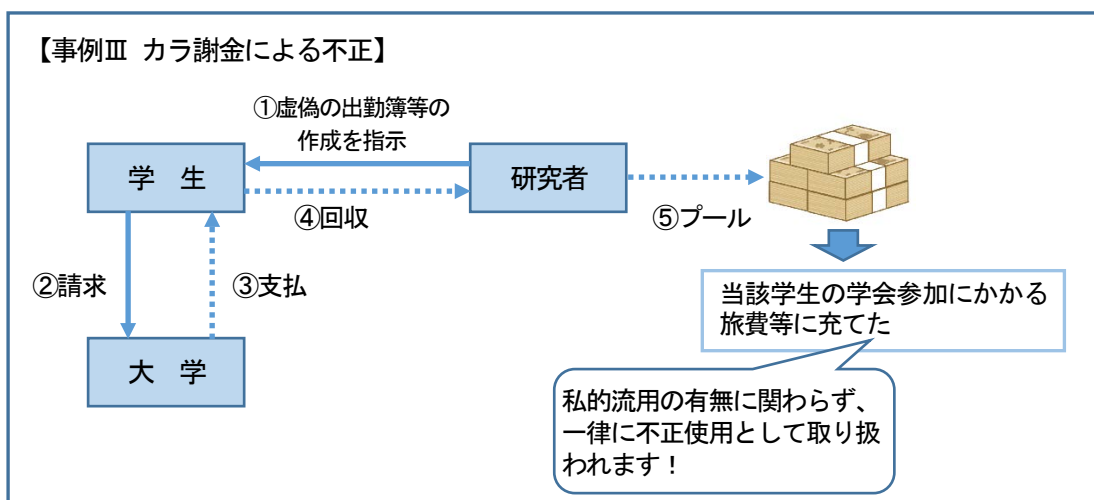 【事例Ⅲ カラ謝金による不正】
①虚偽の出勤簿等の
作成を指示
学 生
研究者
④回収
⑤プール
②請求
③支払
大 学
当該学生の学会参加にかかる
旅費等に充てた
私的流用の有無に関わらず、
一律に不正使用として取り扱
われます！